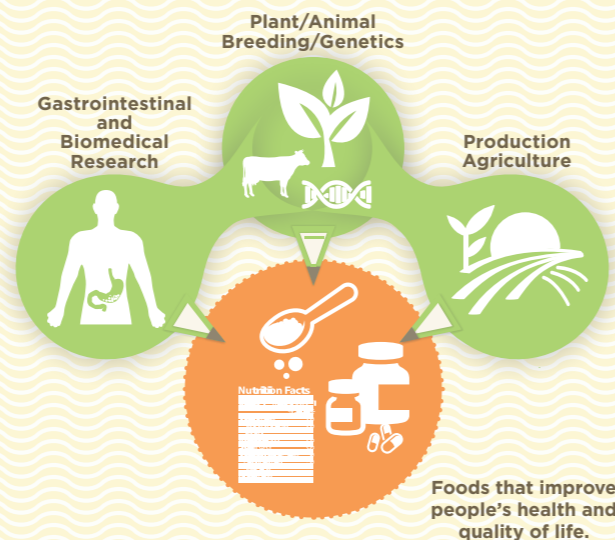 Plant/Animal
Breeding/Genetics
Gastrointestinal
and
Biomedical
Research
Production
Agriculture
Nutrition Facts
Foods that improve
people’s health and
quality of life.